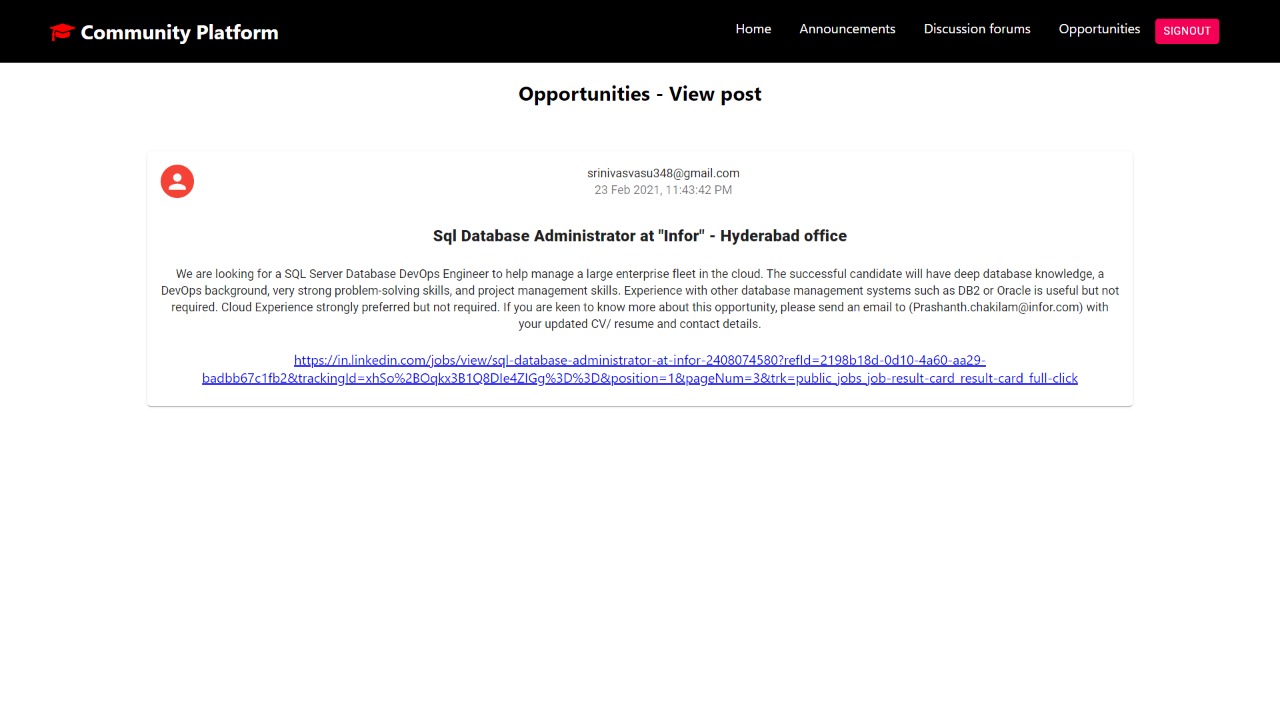 Community Platform
Home
Announcements
Discussion forums
Opportunities
SIGNOUT
Opportunities - View post
srinivasvasu348@gmail.com
23 Feb 2021, 11:43:42 PM
Sql Database Administrator at "Infor" - Hyderabad office
We are looking for a SQL Server Database DevOps Engineer to help manage a large enterprise fleet in the cloud. The successful candidate will have deep database knowledge, a
DevOps background, very strong problem-solving skills, and project management skills. Experience with other database management systems such as DB2 or Oracle is useful but not
required. Cloud Experience strongly preferred but not required. If you are keen to know more about this opportunity, please send an email to (Prashanth.chakilam@infor.com) with
your updated CV/ resume and contact details.
https://in.linkedin.com/jobs/view/sql-database-administrator-at-infor-2408074580?refId=2198b18d-0d10-4a60-aa29-
badbb67c1fb2&trackingId=xhSo%2BOqkx3B1Q8DIe4ZIGg%3D%3D&position=1&pageNum=3&trk=public_jobs_job-result-card_result-card_full-click